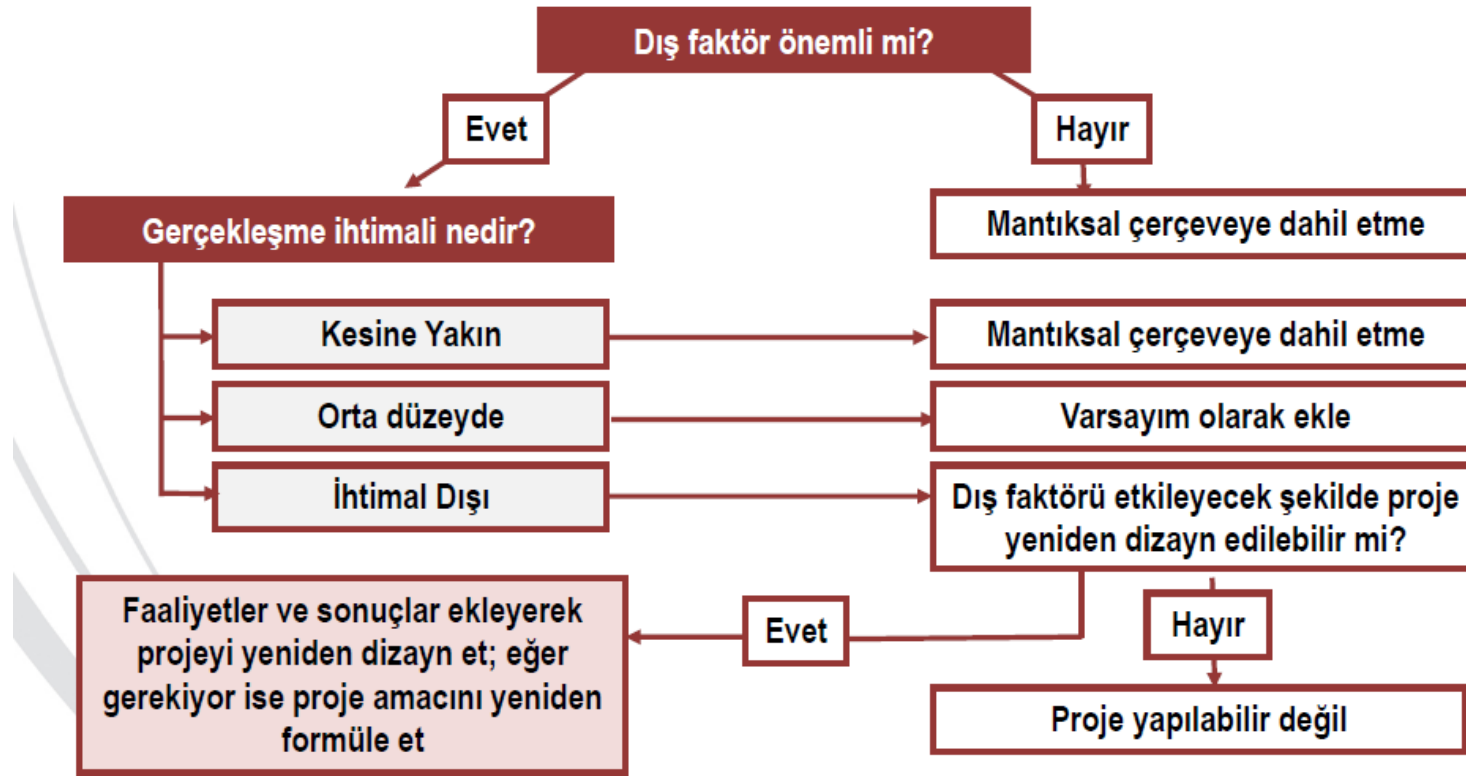 Dış faktör önemli mi?
Evet
Hayır
Gerçekleşme ihtimali nedir?
Mantıksal çerçeveye dahil etme
Kesine Yakın
Mantıksal çerçeveye dahil etme
Orta düzeyde
Varsayım olarak ekle
İhtimal Dışı
Dış faktörü etkileyecek şekilde proje
yeniden dizayn edilebilir mi?
Evet
Hayır
Faaliyetler ve sonuçlar ekleyerek
projeyi yeniden dizayn et; eğer
gerekiyor ise proje amacını yeniden
formüle et
Proje yapılabilir değil